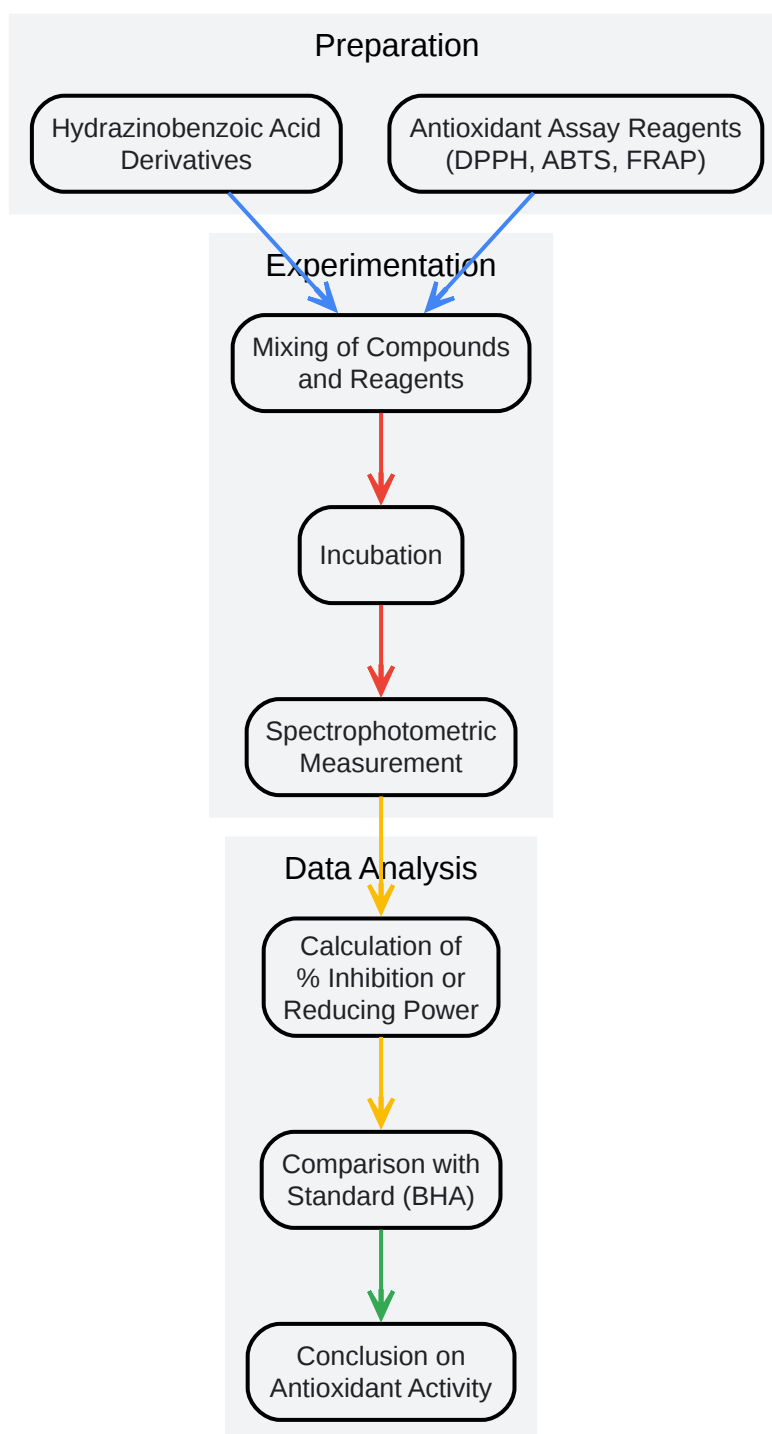 Preparation
Hydrazinobenzoic Acid
Derivatives
Antioxidant Assay Reagents
(DPPH, ABTS, FRAP)
Experimentation
Mixing of Compounds
and Reagents
Incubation
Spectrophotometric
Measurement
Data Analysis
Calculation of
% Inhibition or
Reducing Power
Comparison with
Standard (BHA)
Conclusion on
Antioxidant Activity